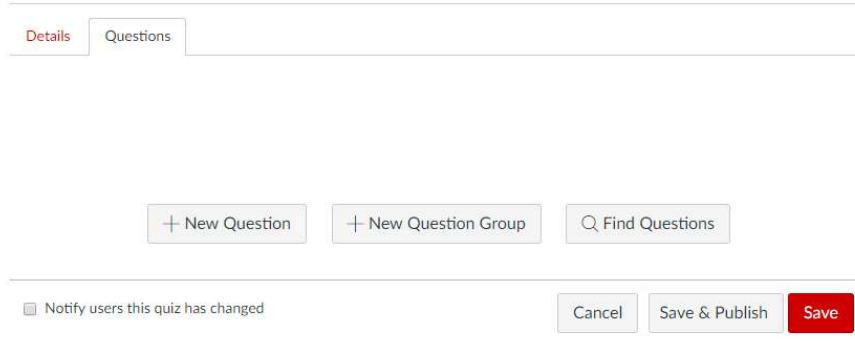 Details Questions
New Question New Question Group Find Questions
Notify users this quiz has changed Cancel Save & Publish Save